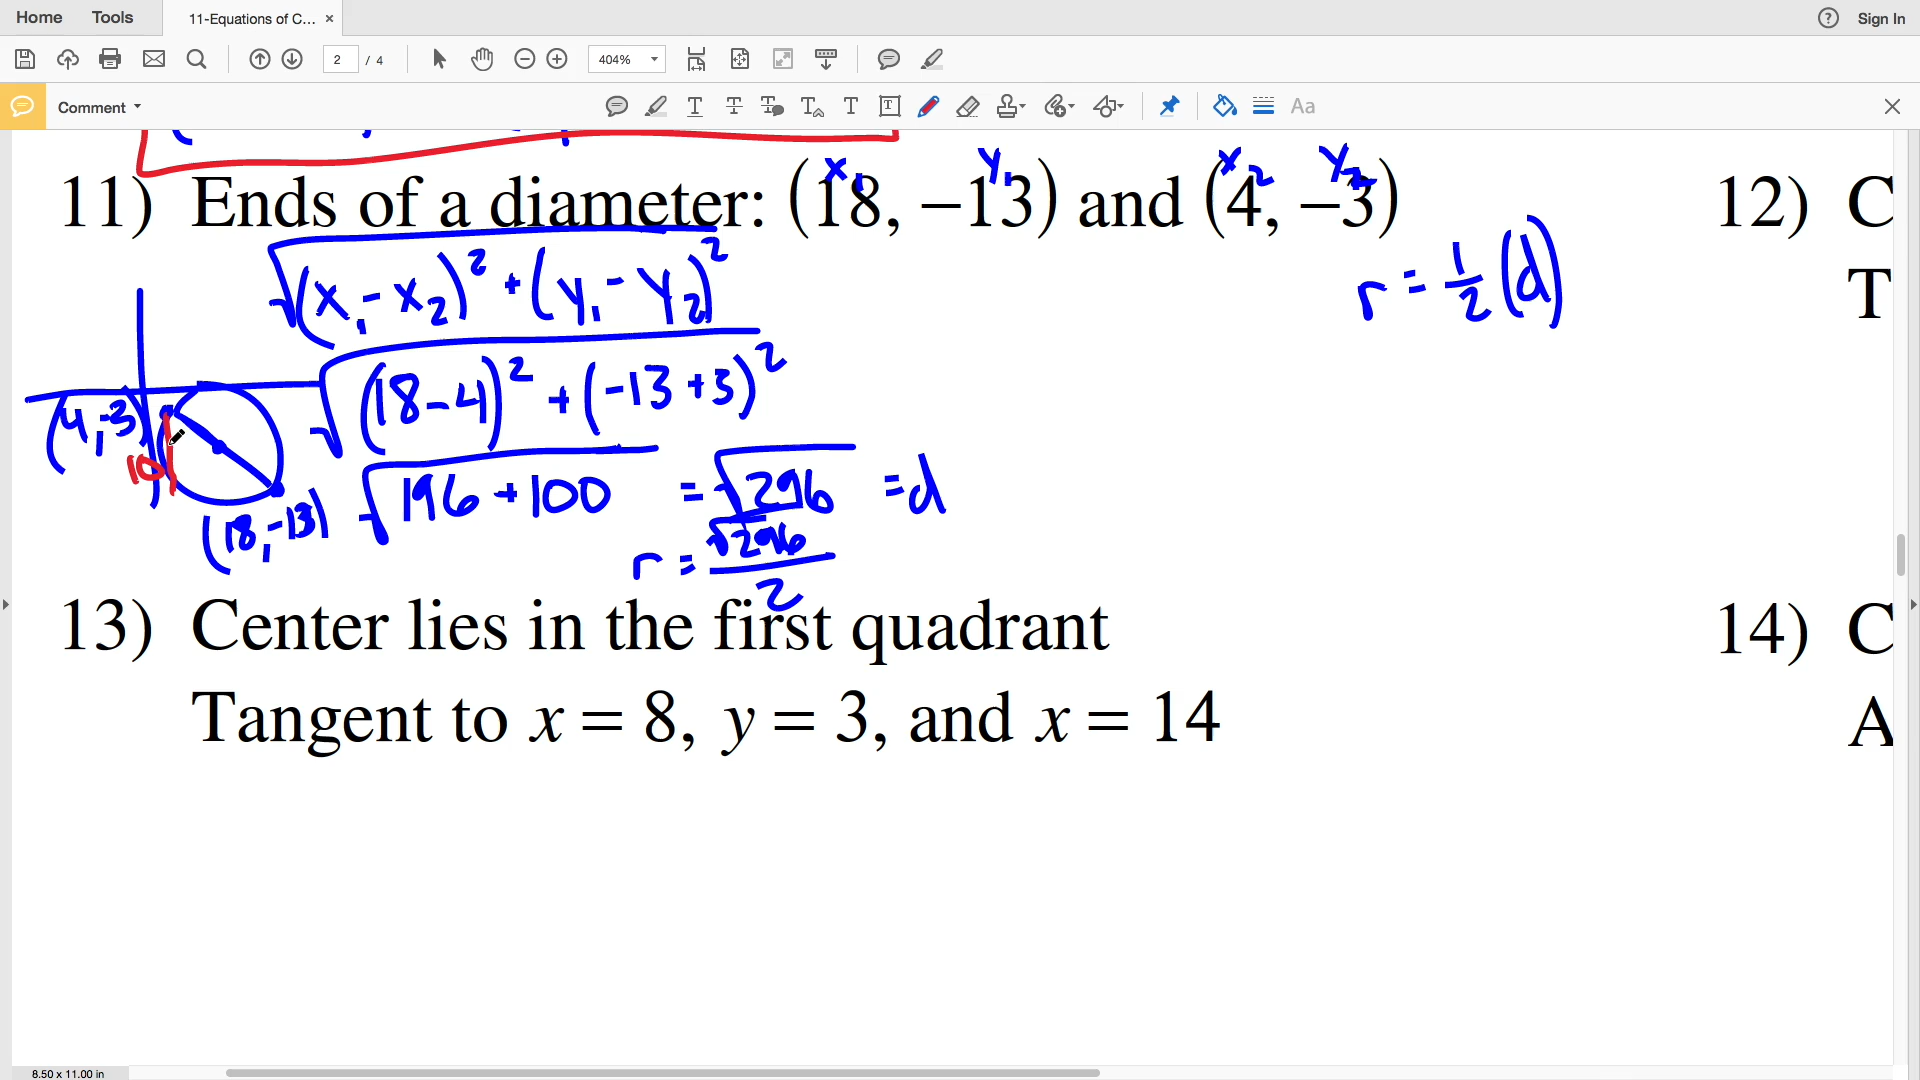 Home Tools 11-Equations of C... × ? Sign In
2 / 4 404%
Comment T T T T T T Aa
x₁ y₁ x₂ y₂
11) Ends of a diameter: (18, −13) and (4, −3) 12) C
√(x₁-x₂)² + (y₁-y₂)² r = 1/2 (d) T
√(18-4)² + (-13+3)²
(4,-3)
10
√196+100 = √296 = d
(18,-13)
r = √296/2
13) Center lies in the first quadrant 14) C
Tangent to x = 8, y = 3, and x = 14 A
8.50 x 11.00 in